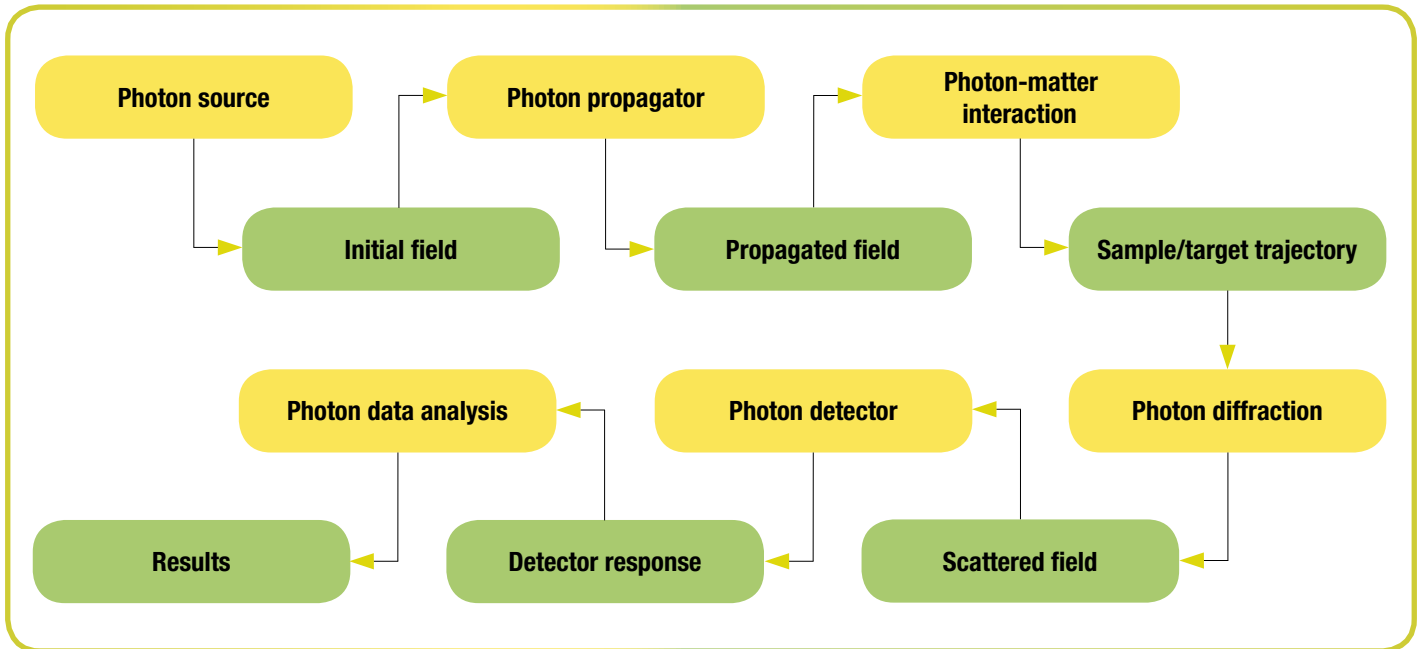 Photon source
Photon propagator
Photon-matter
interaction
Initial field
Propagated field
Sample/target trajectory
Photon data analysis
Photon detector
Photon diffraction
Results
Detector response
Scattered field